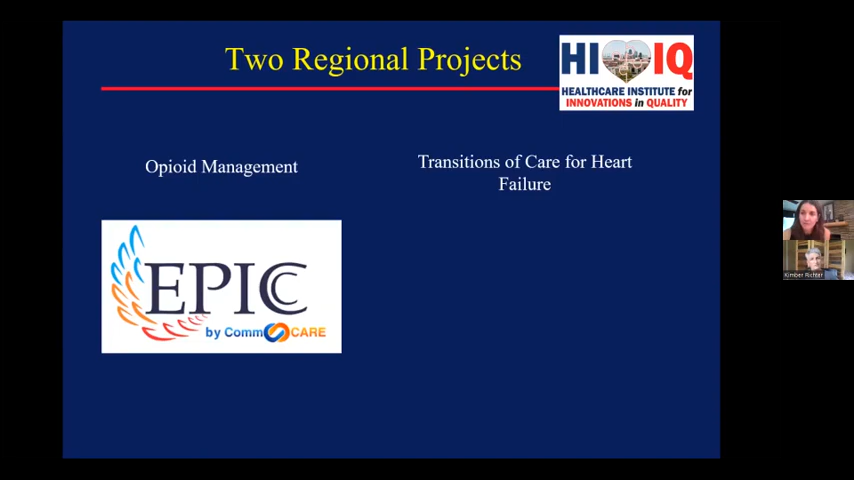 Two Regional Projects
HI IQ
HEALTHCARE INSTITUTE for
INNOVATIONS in QUALITY
Opioid Management
Transitions of Care for Heart
Failure
EPICC
by CommCARE
Kimber Richter